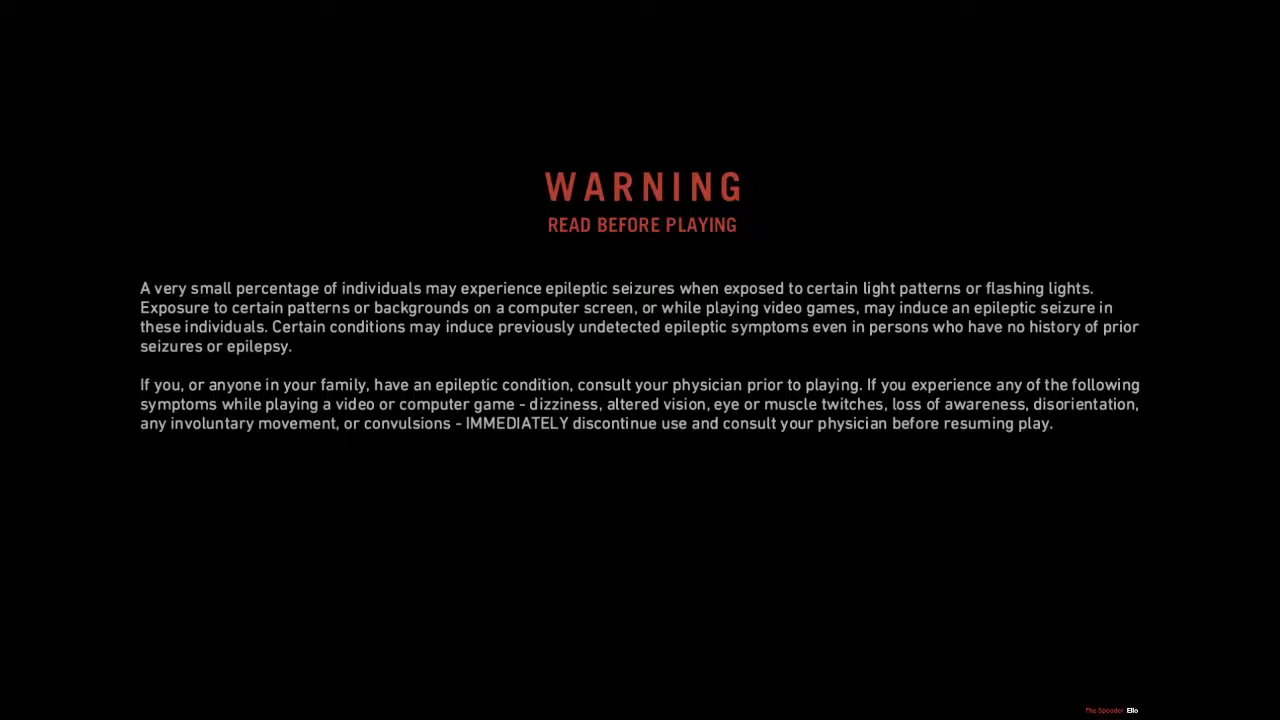 WARNING
READ BEFORE PLAYING
A very small percentage of individuals may experience epileptic seizures when exposed to certain light patterns or flashing lights.
Exposure to certain patterns or backgrounds on a computer screen, or while playing video games, may induce an epileptic seizure in
these individuals. Certain conditions may induce previously undetected epileptic symptoms even in persons who have no history of prior
seizures or epilepsy.
If you, or anyone in your family, have an epileptic condition, consult your physician prior to playing. If you experience any of the following
symptoms while playing a video or computer game - dizziness, altered vision, eye or muscle twitches, loss of awareness, disorientation,
any involuntary movement, or convulsions - IMMEDIATELY discontinue use and consult your physician before resuming play.
The Ello